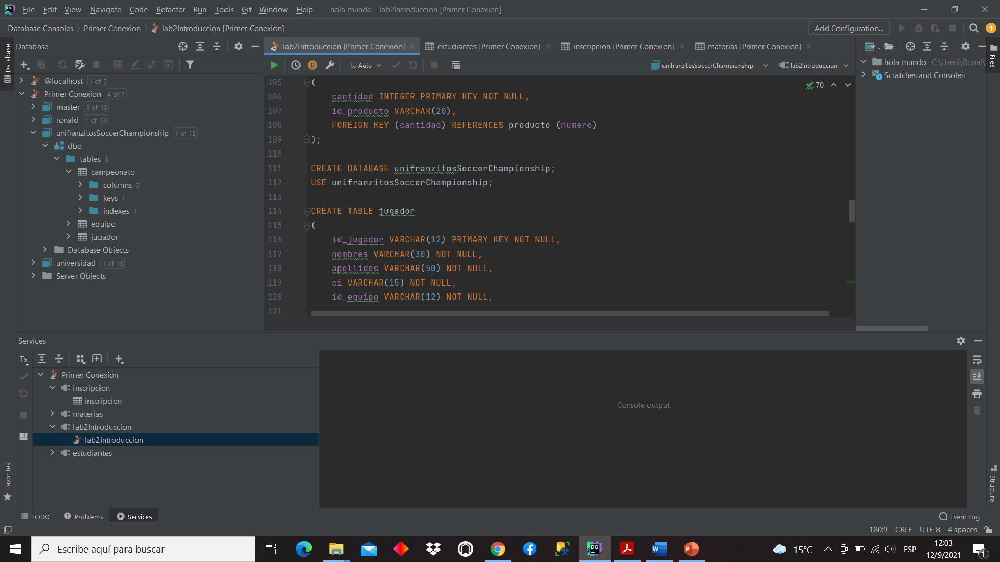 File Edit View Navigate Code Refactor Run Tools Git Window Help hola mundo - lab2Introduccion [Primer Conexion]
Database Consoles Primer Conexion lab2Introduccion [Primer Conexion] Add Configuration...
Database
lab2Introduccion [Primer Conexion] estudiantes [Primer Conexion] inscripcion [Primer Conexion] materias [Primer Conexion]
Tx: Auto unifranzitosSoccerChampionship lab2Introduccion
Database
@localhost 1 of 5
Primer Conexion 4 of 7
master 1 of 13
ronald 1 of 13
unifranzitosSoccerChampionship 1 of 13
dbo
tables 3
campeonato
columns 3
keys 1
indexes 1
equipo
jugador
Database Objects
universidad 1 of 13
Server Objects
105 (
106 cantidad INTEGER PRIMARY KEY NOT NULL,
107 id_producto VARCHAR(20),
108 FOREIGN KEY (cantidad) REFERENCES producto (numero)
109 );
110
111 CREATE DATABASE unifranzitosSoccerChampionship;
112 USE unifranzitosSoccerChampionship;
113
114 CREATE TABLE jugador
115 (
116 id_jugador VARCHAR(12) PRIMARY KEY NOT NULL,
117 nombres VARCHAR(30) NOT NULL,
118 apellidos VARCHAR(50) NOT NULL,
119 ci VARCHAR(15) NOT NULL,
120 id_equipo VARCHAR(12) NOT NULL,
121
70
hola mundo C:\Users\Ronal\
Scratches and Consoles
Files
Services
Tx
Primer Conexion
inscripcion
inscripcion
materias
lab2Introduccion
lab2Introduccion
estudiantes
Console output
Favorites
Structure
TODO Problems Services Event Log
180:9 CRLF UTF-8 4 spaces
Escribe aquí para buscar
15°C ESP
12:03
12/9/2021
1